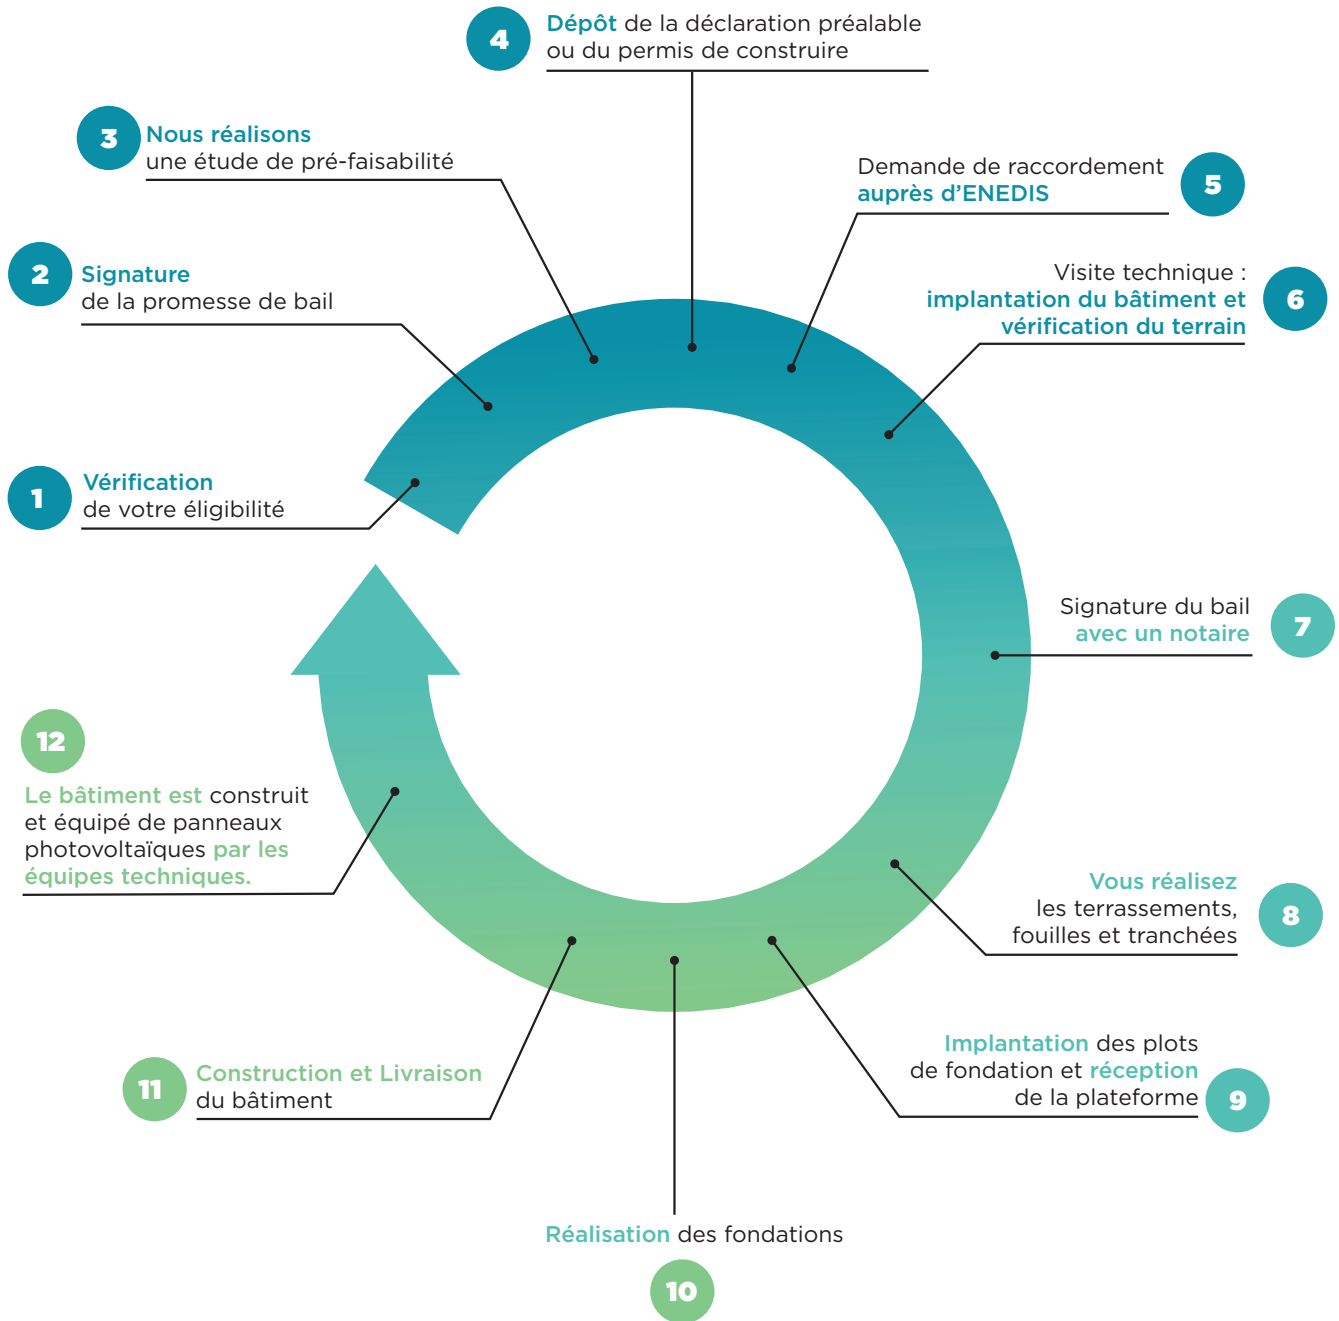 1
Vérification
de votre éligibilité
2
Signature
de la promesse de bail
3
Nous réalisons
une étude de pré-faisabilité
4
Dépôt de la déclaration préalable
ou du permis de construire
5
Demande de raccordement
auprès d’ENEDIS
6
Visite technique :
implantation du bâtiment et
vérification du terrain
7
Signature du bail
avec un notaire
8
Vous réalisez
les terrassements,
fouilles et tranchées
9
Implantation des plots
de fondation et réception
de la plateforme
Réalisation des fondations
10
11
Construction et Livraison
du bâtiment
12
Le bâtiment est construit
et équipé de panneaux
photovoltaïques par les
équipes techniques.